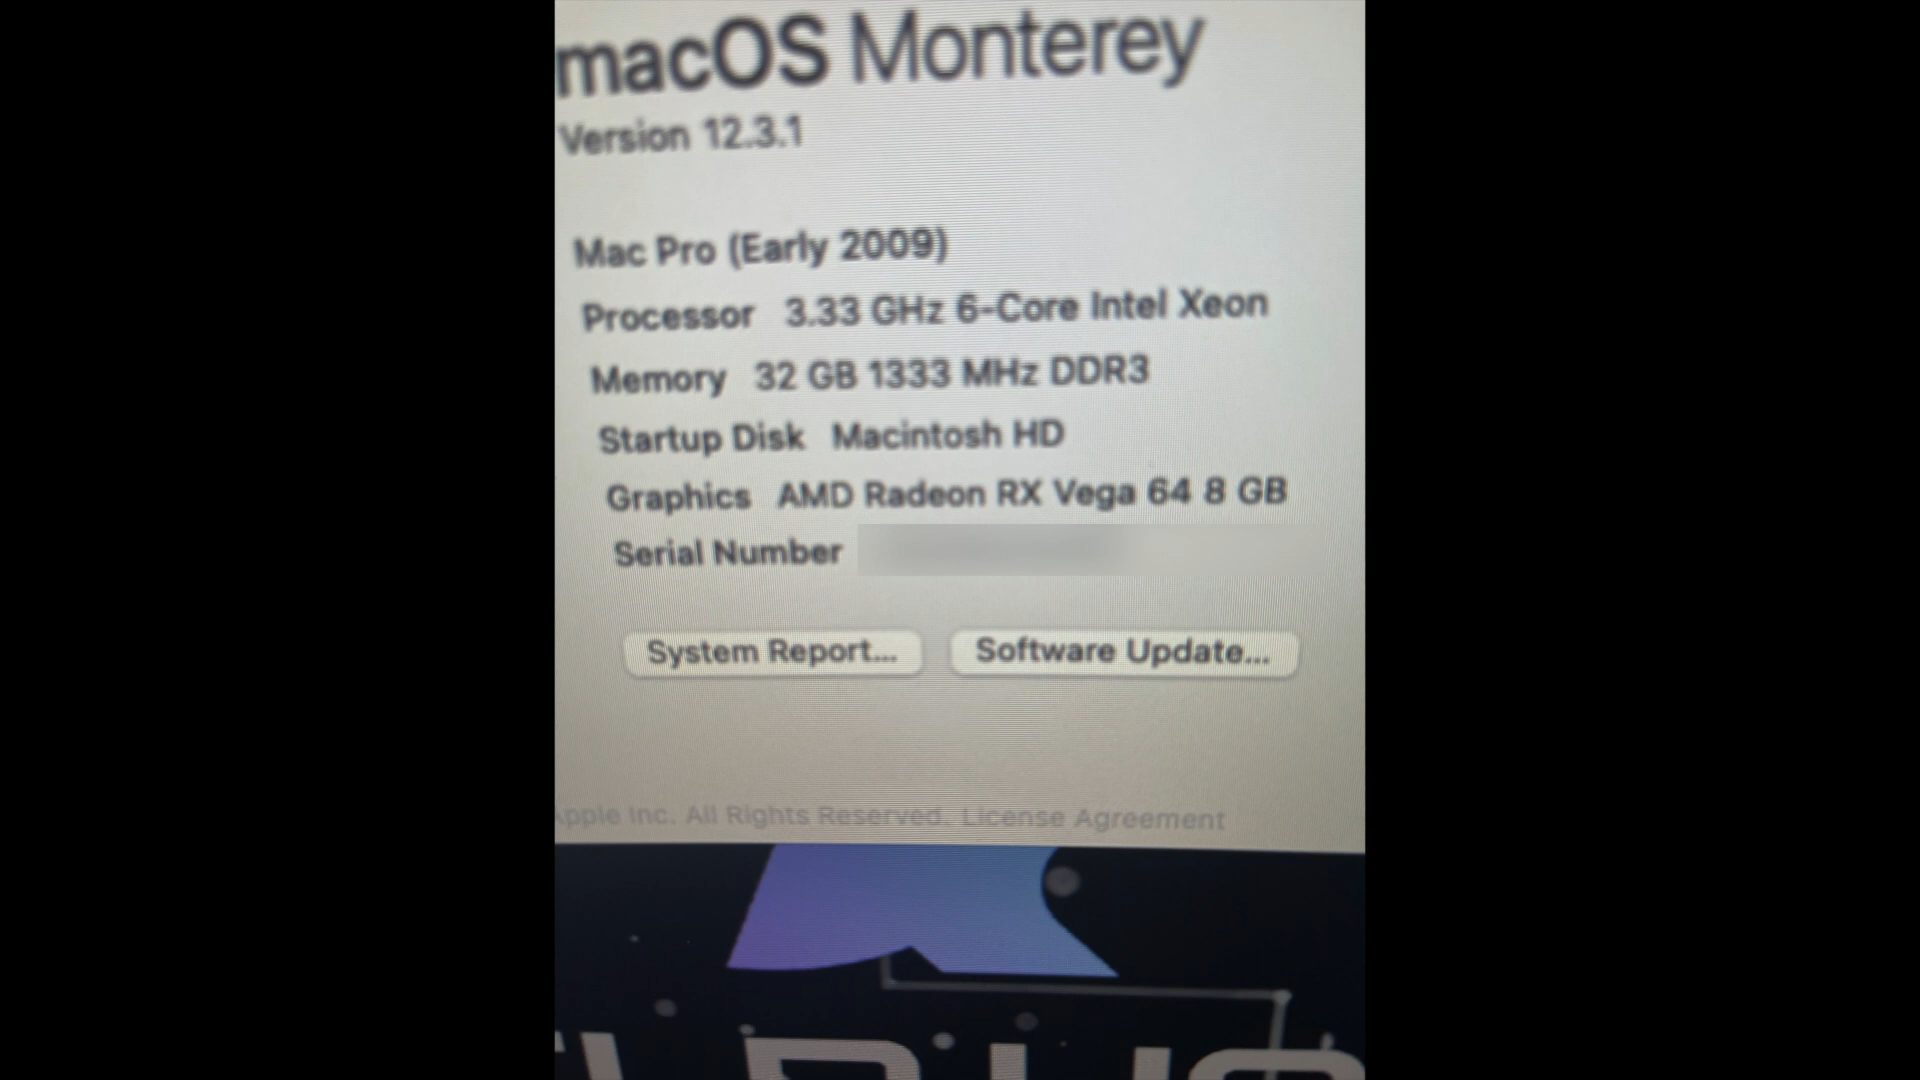 macOS Monterey
Version 12.3.1
Mac Pro (Early 2009)
Processor 3.33 GHz 6-Core Intel Xeon
Memory 32 GB 1333 MHz DDR3
Startup Disk Macintosh HD
Graphics AMD Radeon RX Vega 64 8 GB
Serial Number
System Report...
Software Update...
Apple Inc. All Rights Reserved. License Agreement